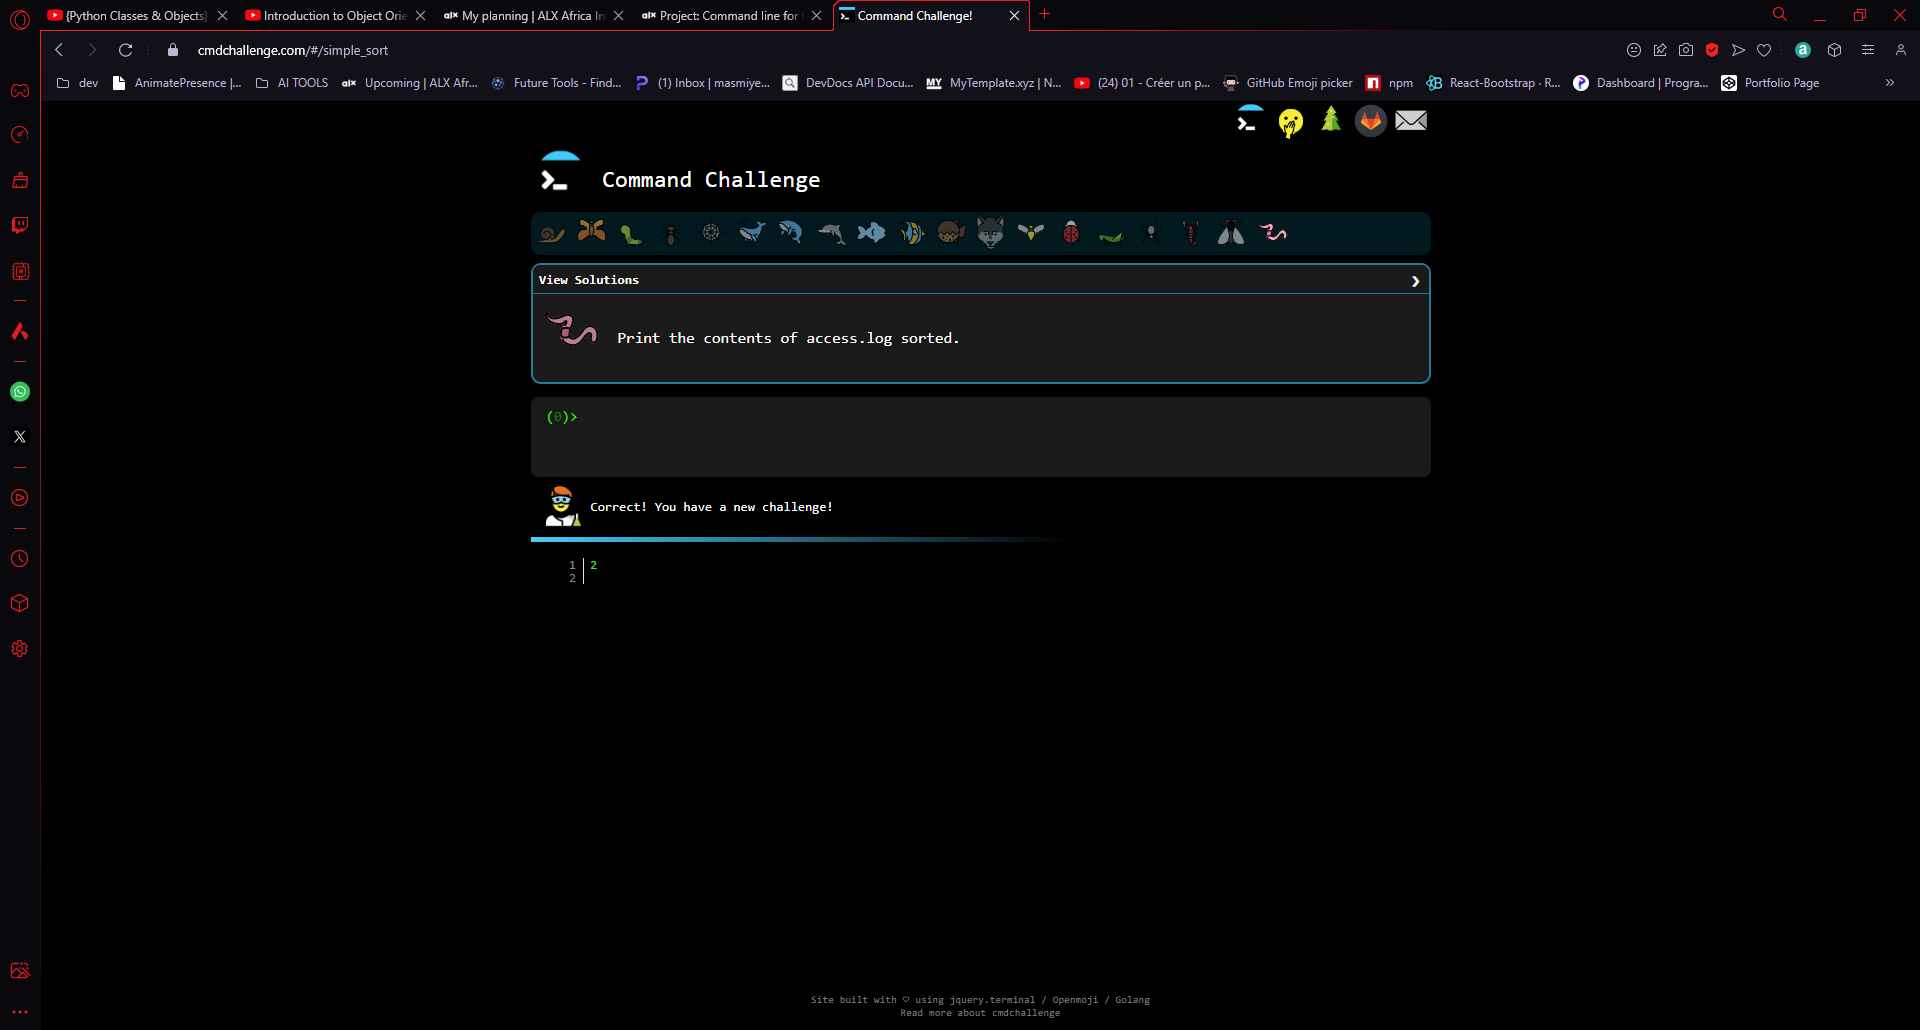 {Python Classes & Objects}
Introduction to Object Orie
alx My planning | ALX Africa In
alx Project: Command line for
Command Challenge!
cmdchallenge.com/#/simple_sort
dev
AnimatePresence |...
AI TOOLS
alx Upcoming | ALX Afr...
Future Tools - Find...
(1) Inbox | masmiye...
DevDocs API Docu...
MY MyTemplate.xyz | N...
(24) 01 - Créer un p...
GitHub Emoji picker
npm
React-Bootstrap · R...
Dashboard | Progra...
Portfolio Page
Command Challenge
View Solutions
Print the contents of access.log sorted.
(0)>
Correct! You have a new challenge!
1 2
2
Site built with ♡ using jquery.terminal / Openmoji / Golang
Read more about cmdchallenge